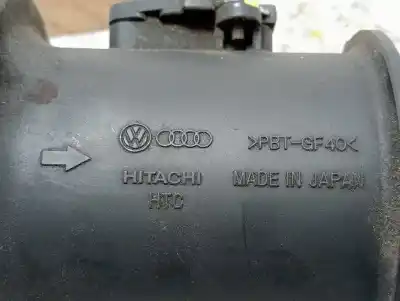 >PBT-GF40<
HITACHI MADE IN JAPAN
HTC